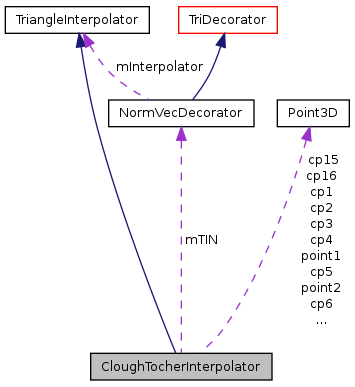 TriangleInterpolator
TriDecorator
mInterpolator
NormVecDecorator
Point3D
cp15
cp16
cp1
cp2
cp3
cp4
point1
cp5
point2
cp6
...
mTIN
CloughTocherInterpolator